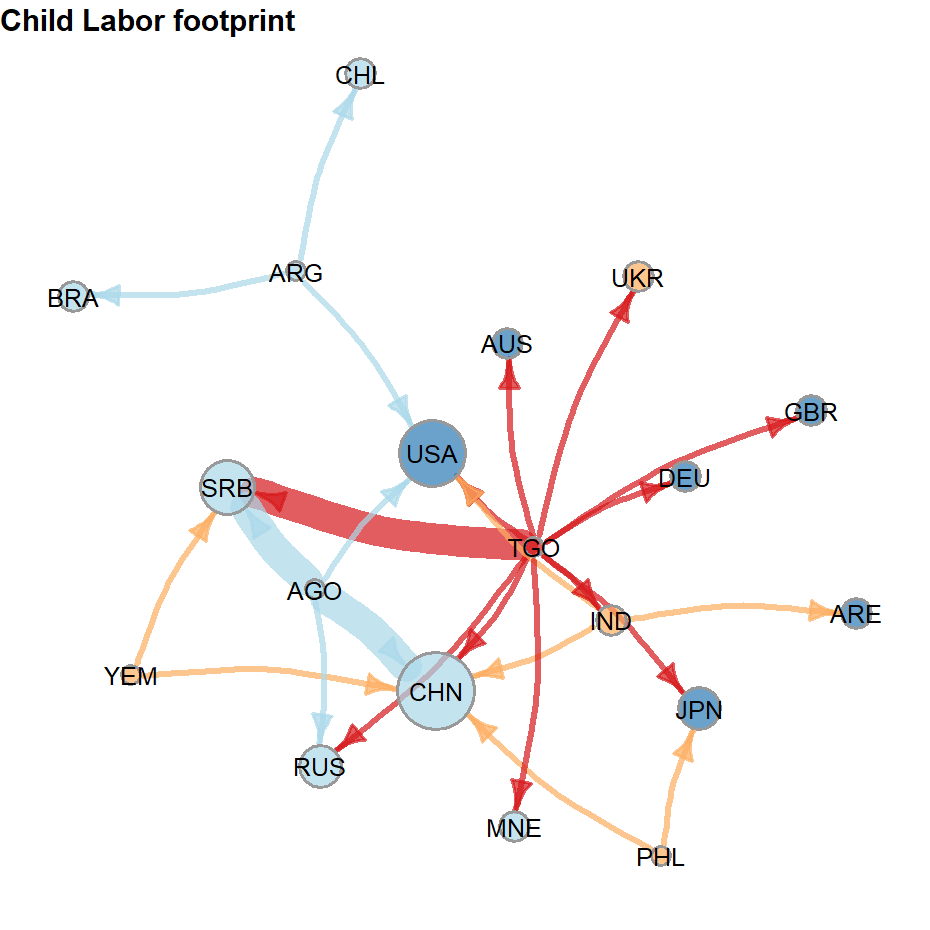 Child Labor footprint
CHL
ARG
UKR
BRA
AUS
GBR
USA
DEU
SRB
TGO
AGO
IND
ARE
YEM
CHN
JPN
RUS
MNE
PHL